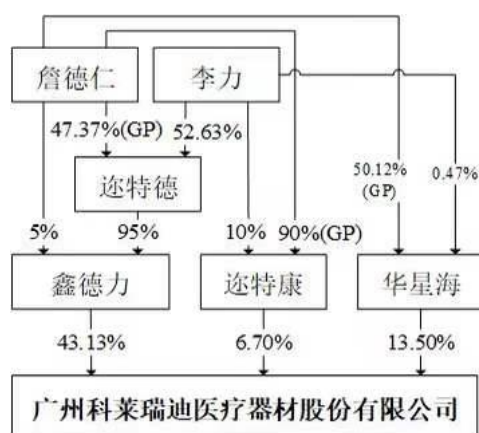 詹德仁 李力
47.37%(GP) 52.63%
50.12%
(GP) 0.47%
迩特德
5% 95% 10% 90%(GP)
鑫德力 迩特康 华星海
43.13% 6.70% 13.50%
广州科莱瑞迪医疗器材股份有限公司